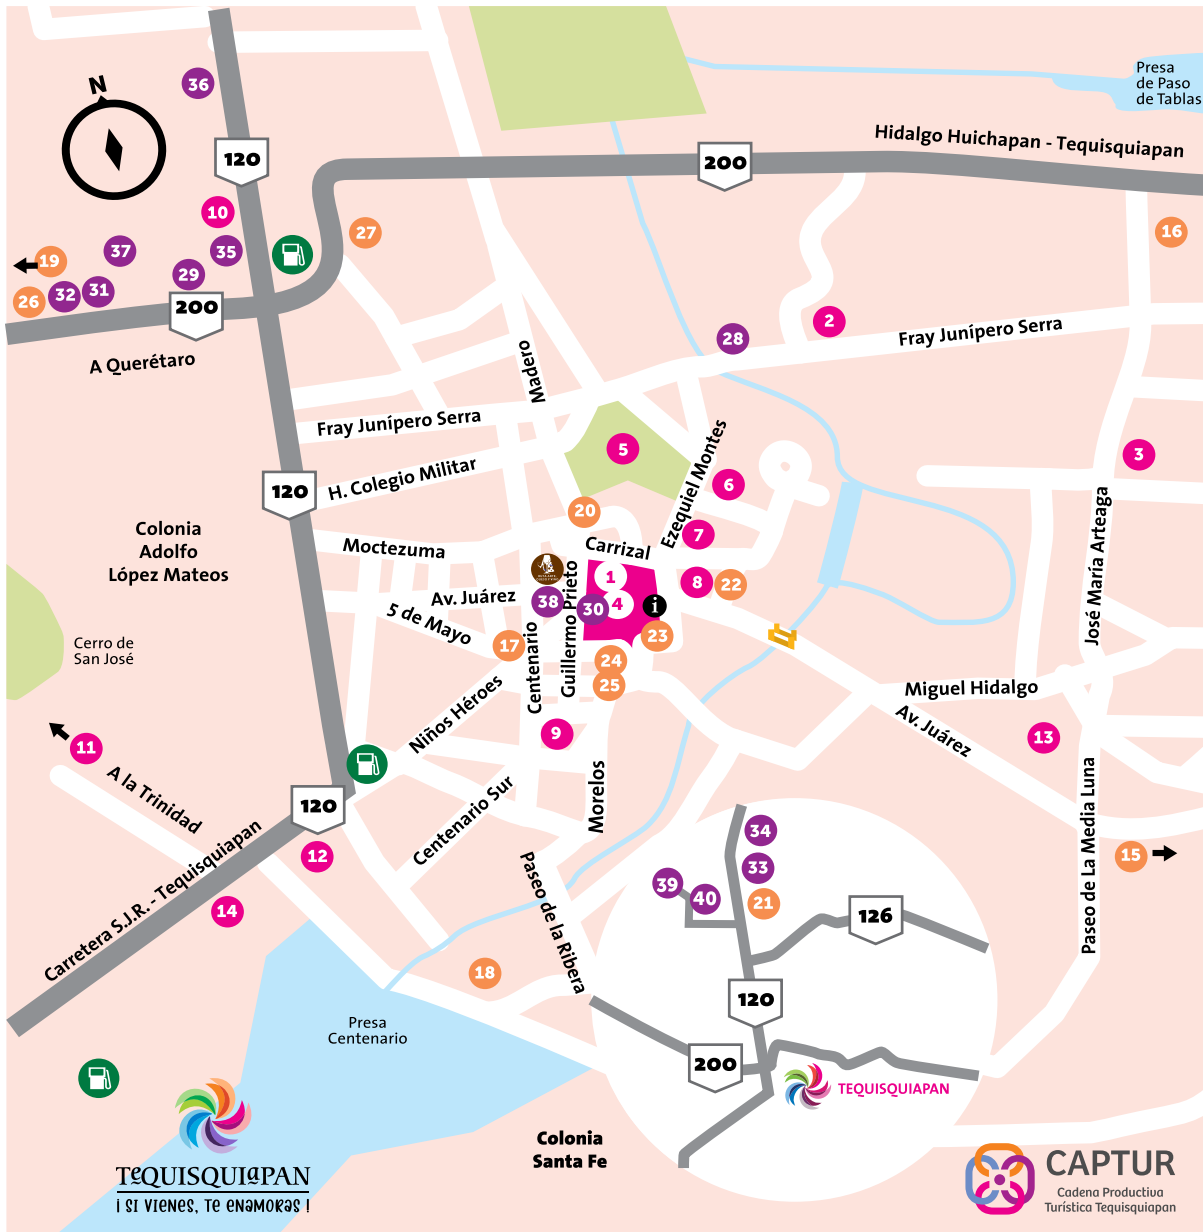 N
36
120
Presa
de Paso
de Tablas
Hidalgo Huichapan - Tequisquiapan
200
10
27
16
37
35
19
29
31
32
26
200
A Querétaro
2
28
Fray Junípero Serra
Madero
Fray Junípero Serra
5
3
6
H. Colegio Militar
120
Ezequiel Montes
José María Arteaga
20
7
Colonia
Adolfo
López Mateos
Moctezuma
Carrizal
1
8
22
Av. Juárez
38
30
4
i
5 de Mayo
Guillermo Prieto
23
17
Centenario
24
25
Cerro de
San José
Miguel Hidalgo
Niños Héroes
Av. Juárez
9
13
11
A la Trinidad
Centenario Sur
Morelos
Paseo de La Media Luna
120
12
14
Carretera S.J.R. - Tequisquiapan
Paseo de la Ribera
18
15
34
33
39
40
21
126
120
200
TEQUISQUIAPAN
Presa
Centenario
Colonia
Santa Fe
TeQUISQUIaPAN
¡ SI VIENES, TE ENAMORAS !
CAPTUR
Cadena Productiva
Turística Tequisquiapan